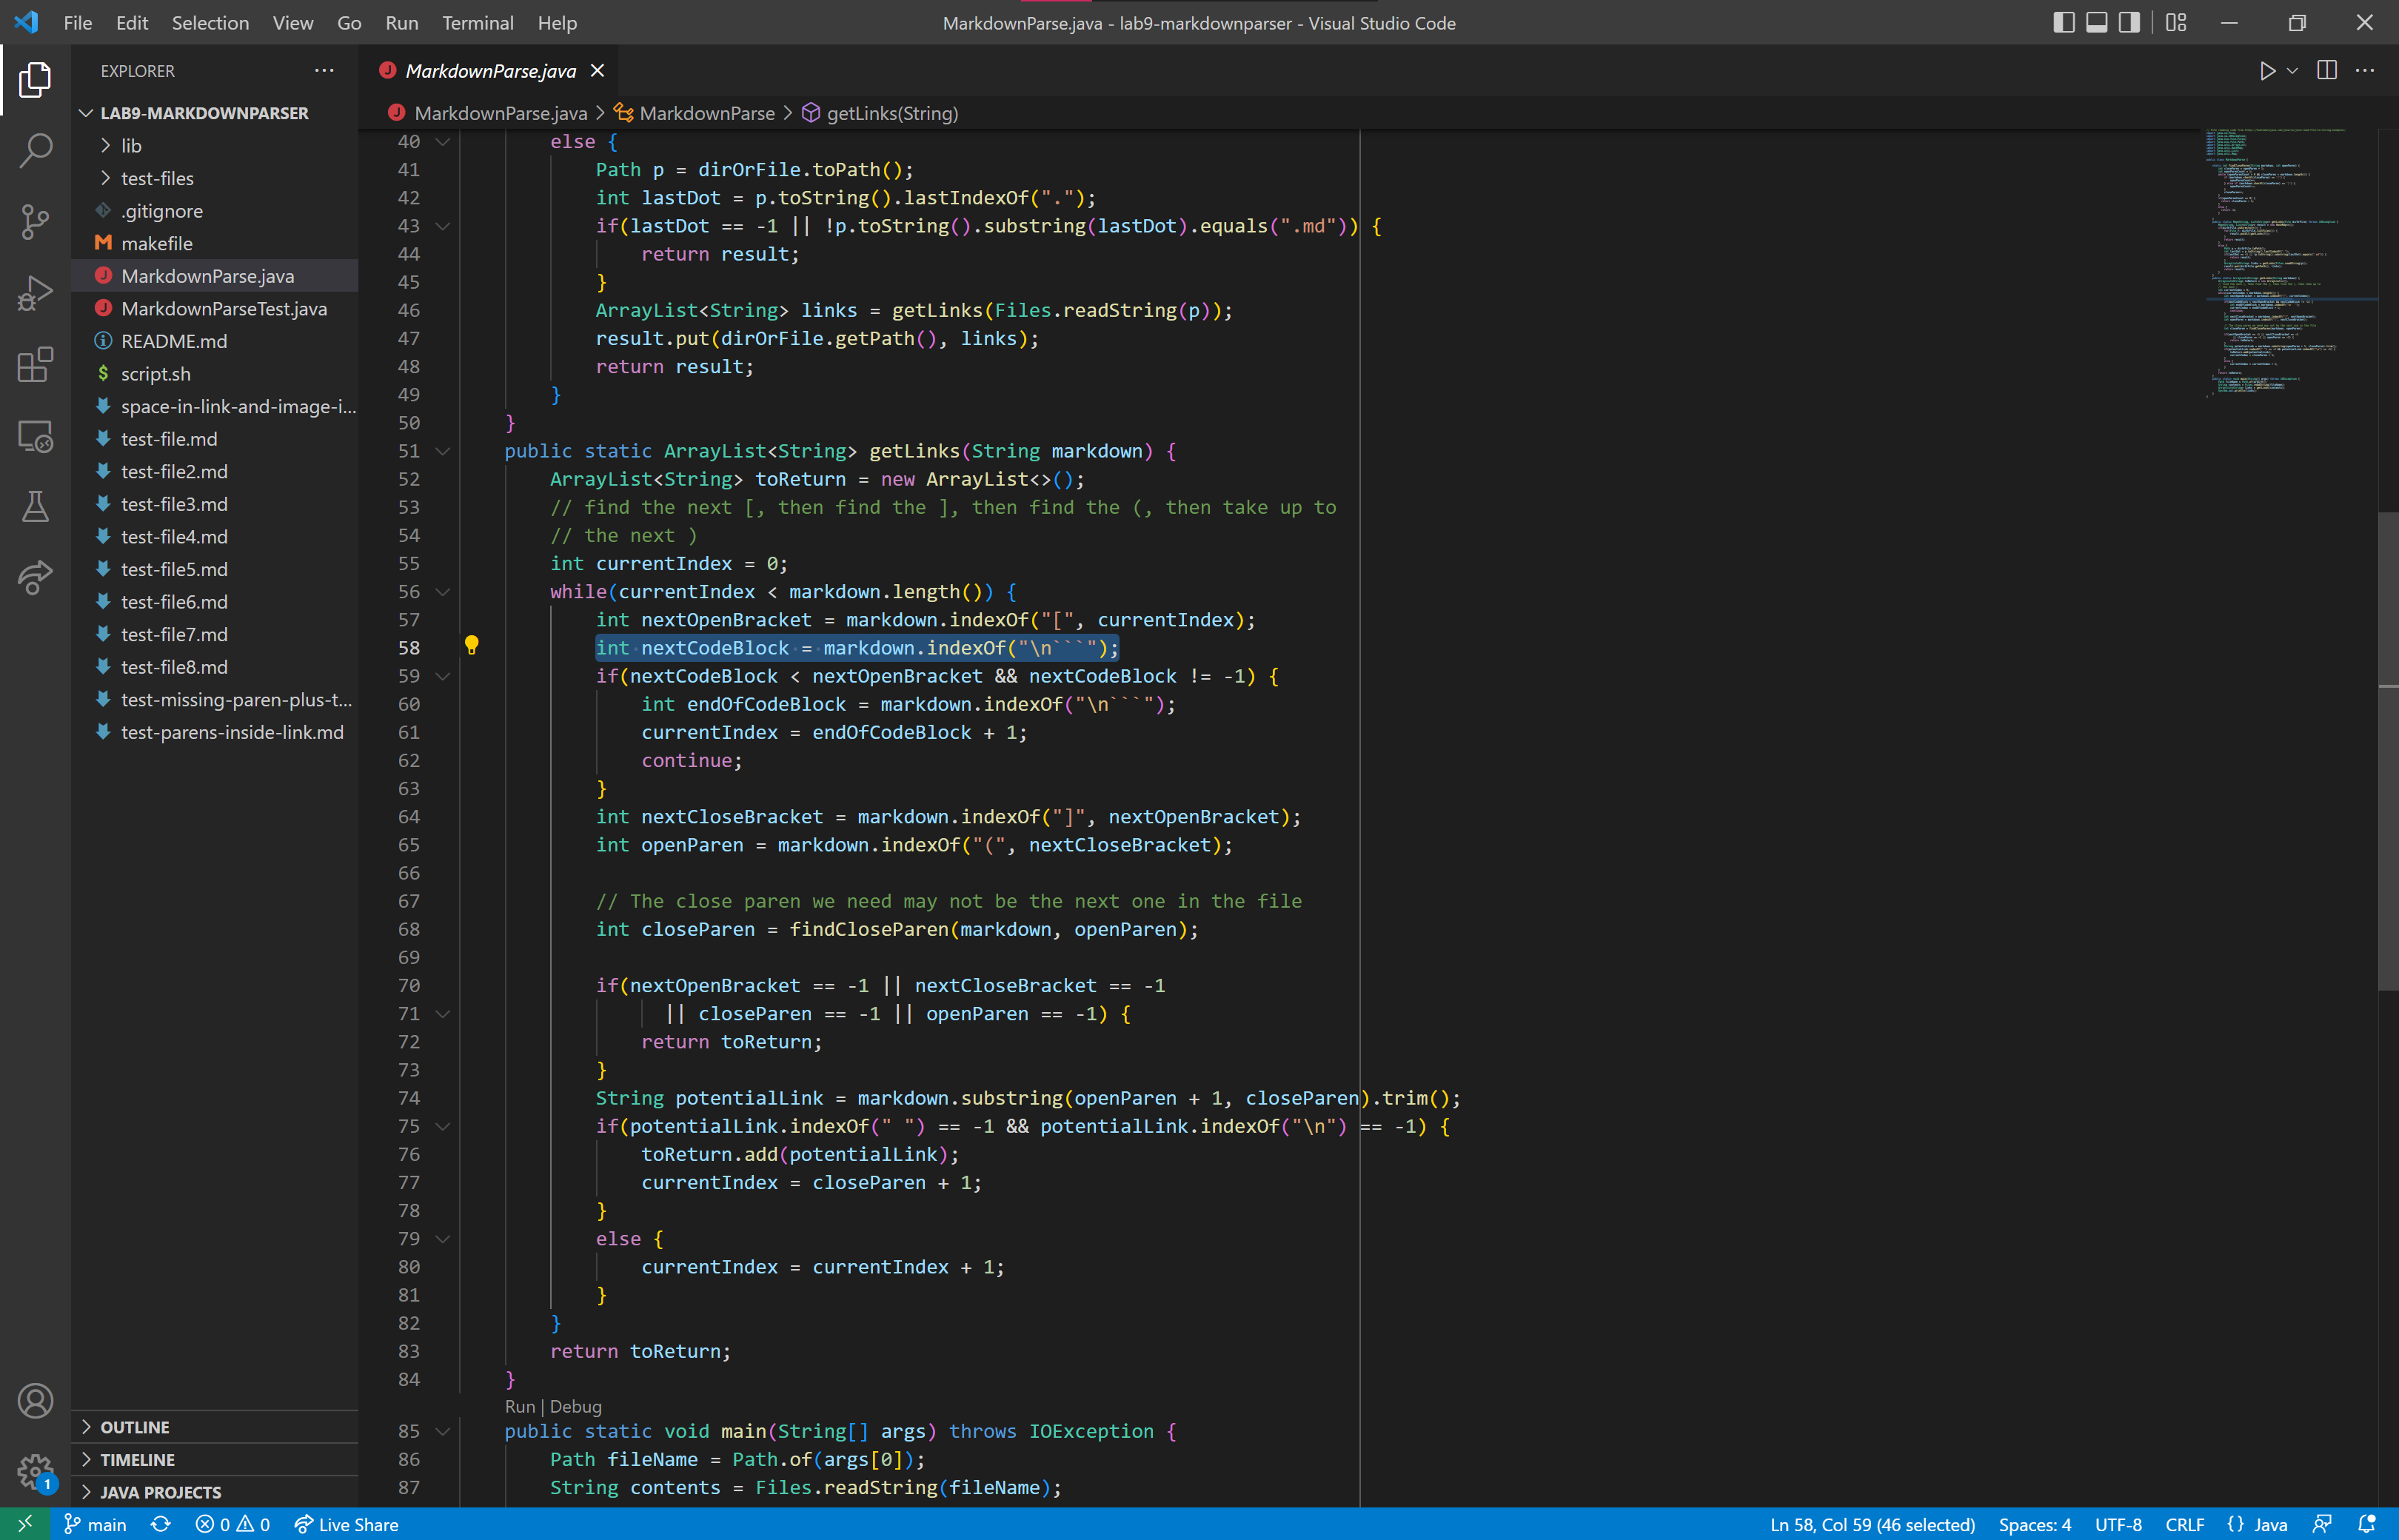 File Edit Selection View Go Run Terminal Help
MarkdownParse.java - lab9-markdownparser - Visual Studio Code
EXPLORER
LAB9-MARKDOWNPARSER
lib
test-files
.gitignore
makefile
MarkdownParse.java
MarkdownParseTest.java
README.md
script.sh
space-in-link-and-image-i...
test-file.md
test-file2.md
test-file3.md
test-file4.md
test-file5.md
test-file6.md
test-file7.md
test-file8.md
test-missing-paren-plus-t...
test-parens-inside-link.md
OUTLINE
TIMELINE
JAVA PROJECTS
MarkdownParse.java
MarkdownParse.java > MarkdownParse > getLinks(String)
40 else {
41 Path p = dirOrFile.toPath();
42 int lastDot = p.toString().lastIndexOf(".");
43 if(lastDot == -1 || !p.toString().substring(lastDot).equals(".md")) {
44 return result;
45 }
46 ArrayList<String> links = getLinks(Files.readString(p));
47 result.put(dirOrFile.getPath(), links);
48 return result;
49 }
50 }
51 public static ArrayList<String> getLinks(String markdown) {
52 ArrayList<String> toReturn = new ArrayList<>();
53 // find the next [, then find the ], then find the (, then take up to
54 // the next )
55 int currentIndex = 0;
56 while(currentIndex < markdown.length()) {
57 int nextOpenBracket = markdown.indexOf("[", currentIndex);
58 int nextCodeBlock = markdown.indexOf("\n```");
59 if(nextCodeBlock < nextOpenBracket && nextCodeBlock != -1) {
60 int endOfCodeBlock = markdown.indexOf("\n```");
61 currentIndex = endOfCodeBlock + 1;
62 continue;
63 }
64 int nextCloseBracket = markdown.indexOf("]", nextOpenBracket);
65 int openParen = markdown.indexOf("(", nextCloseBracket);
66
67 // The close paren we need may not be the next one in the file
68 int closeParen = findCloseParen(markdown, openParen);
69
70 if(nextOpenBracket == -1 || nextCloseBracket == -1
71 || closeParen == -1 || openParen == -1) {
72 return toReturn;
73 }
74 String potentialLink = markdown.substring(openParen + 1, closeParen).trim();
75 if(potentialLink.indexOf(" ") == -1 && potentialLink.indexOf("\n") == -1) {
76 toReturn.add(potentialLink);
77 currentIndex = closeParen + 1;
78 }
79 else {
80 currentIndex = currentIndex + 1;
81 }
82 }
83 return toReturn;
84 }
Run | Debug
85 public static void main(String[] args) throws IOException {
86 Path fileName = Path.of(args[0]);
87 String contents = Files.readString(fileName);
1
main 0 0 Live Share
Ln 58, Col 59 (46 selected) Spaces: 4 UTF-8 CRLF {} Java